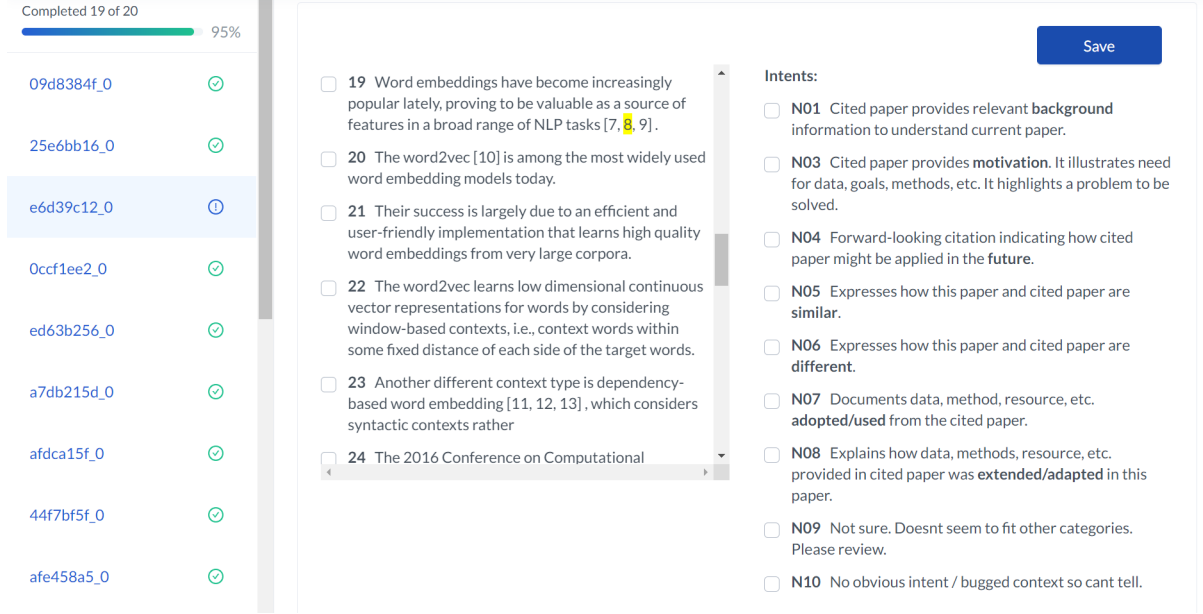 Completed 19 of 20
95%
09d8384f_0
25e6bb16_0
e6d39c12_0
0ccf1ee2_0
ed63b256_0
a7db215d_0
afdca15f_0
44f7bf5f_0
afe458a5_0
19 Word embeddings have become increasingly
popular lately, proving to be valuable as a source of
features in a broad range of NLP tasks [7, 8, 9] .
20 The word2vec [10] is among the most widely used
word embedding models today.
21 Their success is largely due to an efficient and
user-friendly implementation that learns high quality
word embeddings from very large corpora.
22 The word2vec learns low dimensional continuous
vector representations for words by considering
window-based contexts, i.e., context words within
some fixed distance of each side of the target words.
23 Another different context type is dependency-
based word embedding [11, 12, 13] , which considers
syntactic contexts rather
24 The 2016 Conference on Computational
Save
Intents:
N01 Cited paper provides relevant background
information to understand current paper.
N03 Cited paper provides motivation. It illustrates need
for data, goals, methods, etc. It highlights a problem to be
solved.
N04 Forward-looking citation indicating how cited
paper might be applied in the future.
N05 Expresses how this paper and cited paper are
similar.
N06 Expresses how this paper and cited paper are
different.
N07 Documents data, method, resource, etc.
adopted/used from the cited paper.
N08 Explains how data, methods, resource, etc.
provided in cited paper was extended/adapted in this
paper.
N09 Not sure. Doesnt seem to fit other categories.
Please review.
N10 No obvious intent / bugged context so cant tell.